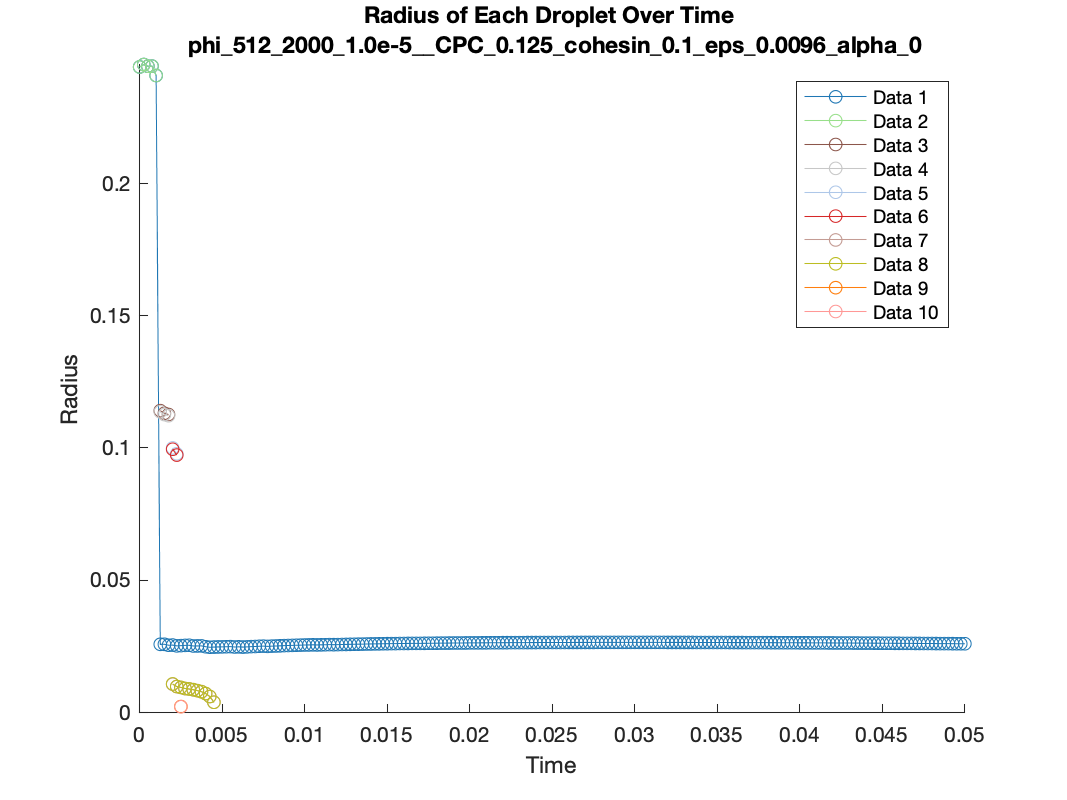 Radius of Each Droplet Over Time
phi_512_2000_1.0e-5__CPC_0.125_cohesin_0.1_eps_0.0096_alpha_0
Data 1
Data 2
Data 3
Data 4
Data 5
Data 6
Data 7
Data 8
Data 9
Data 10
Radius
0.2
0.15
0.1
0.05
0
0 0.005 0.01 0.015 0.02 0.025 0.03 0.035 0.04 0.045 0.05
Time